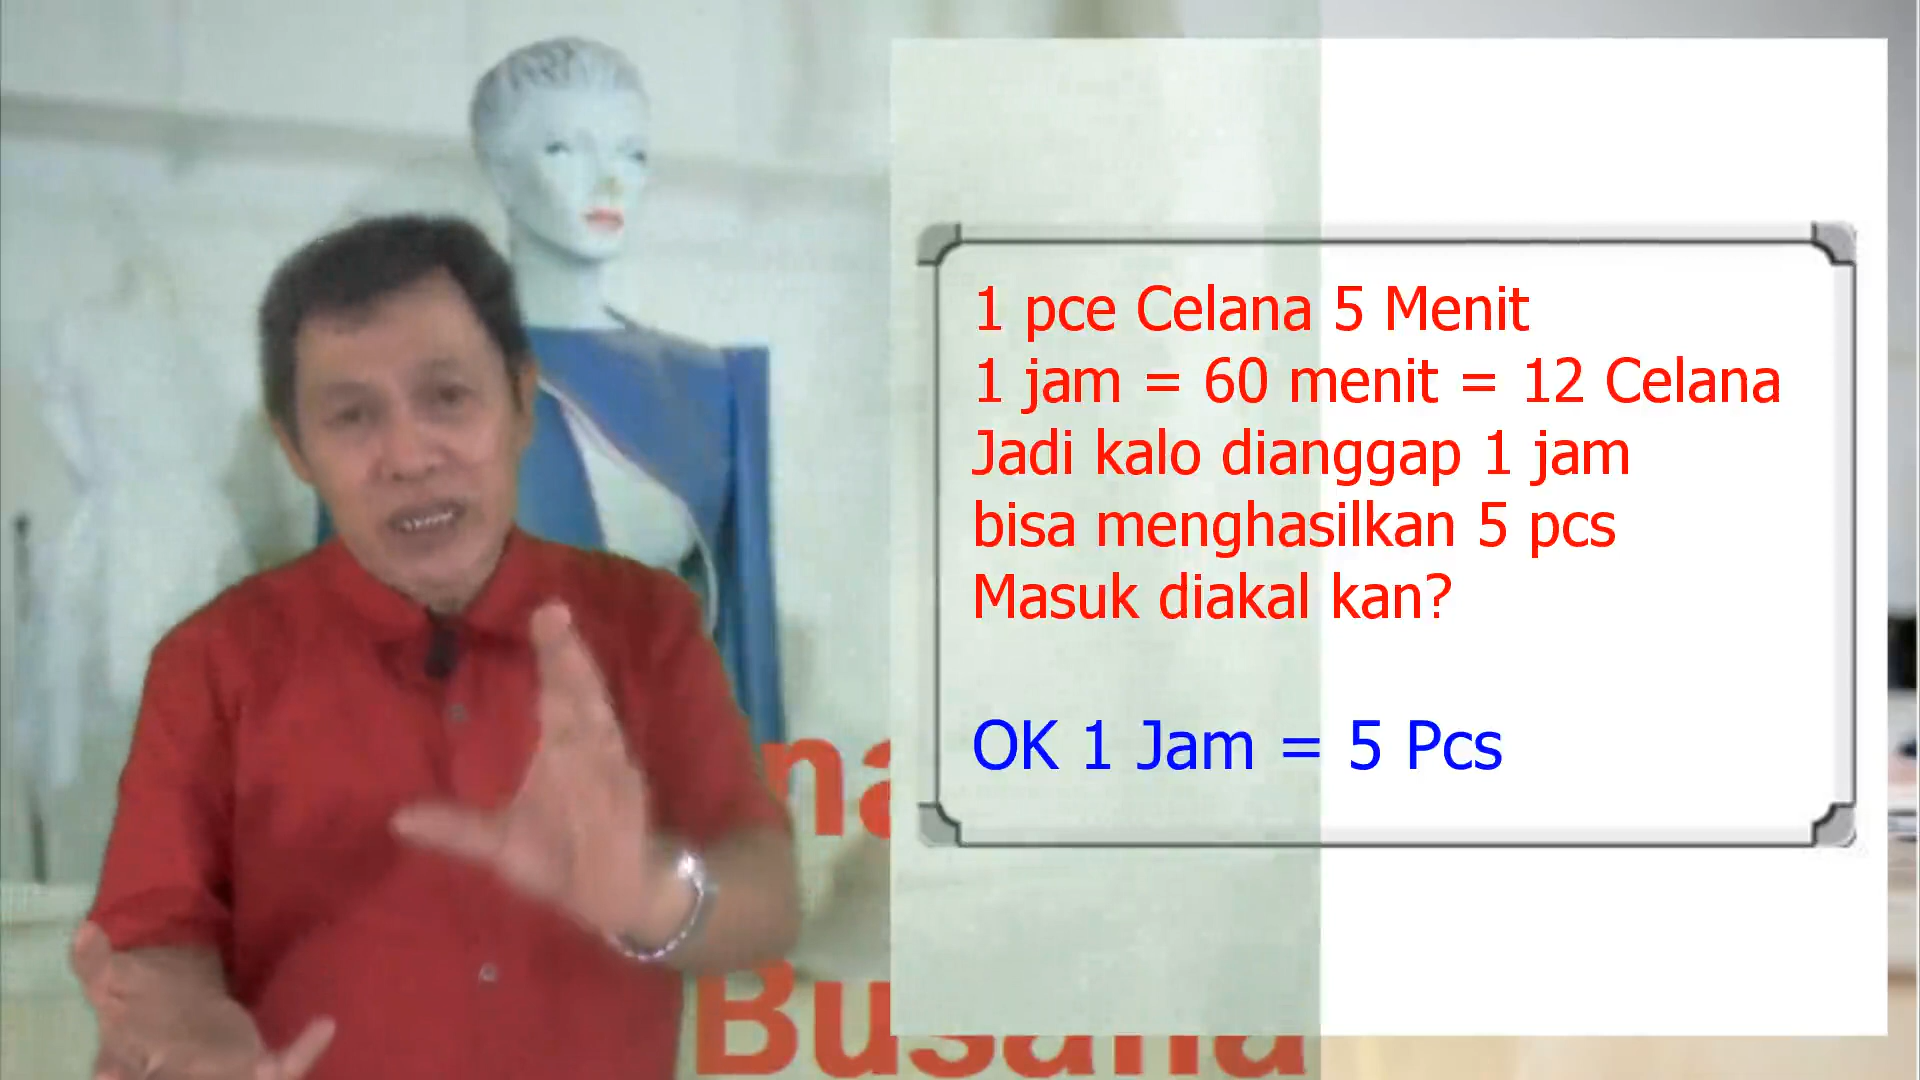 1 pce Celana 5 Menit
1 jam = 60 menit = 12 Celana
Jadi kalo dianggap 1 jam
bisa menghasilkan 5 pcs
Masuk diakal kan?
OK 1 Jam = 5 Pcs
Busana